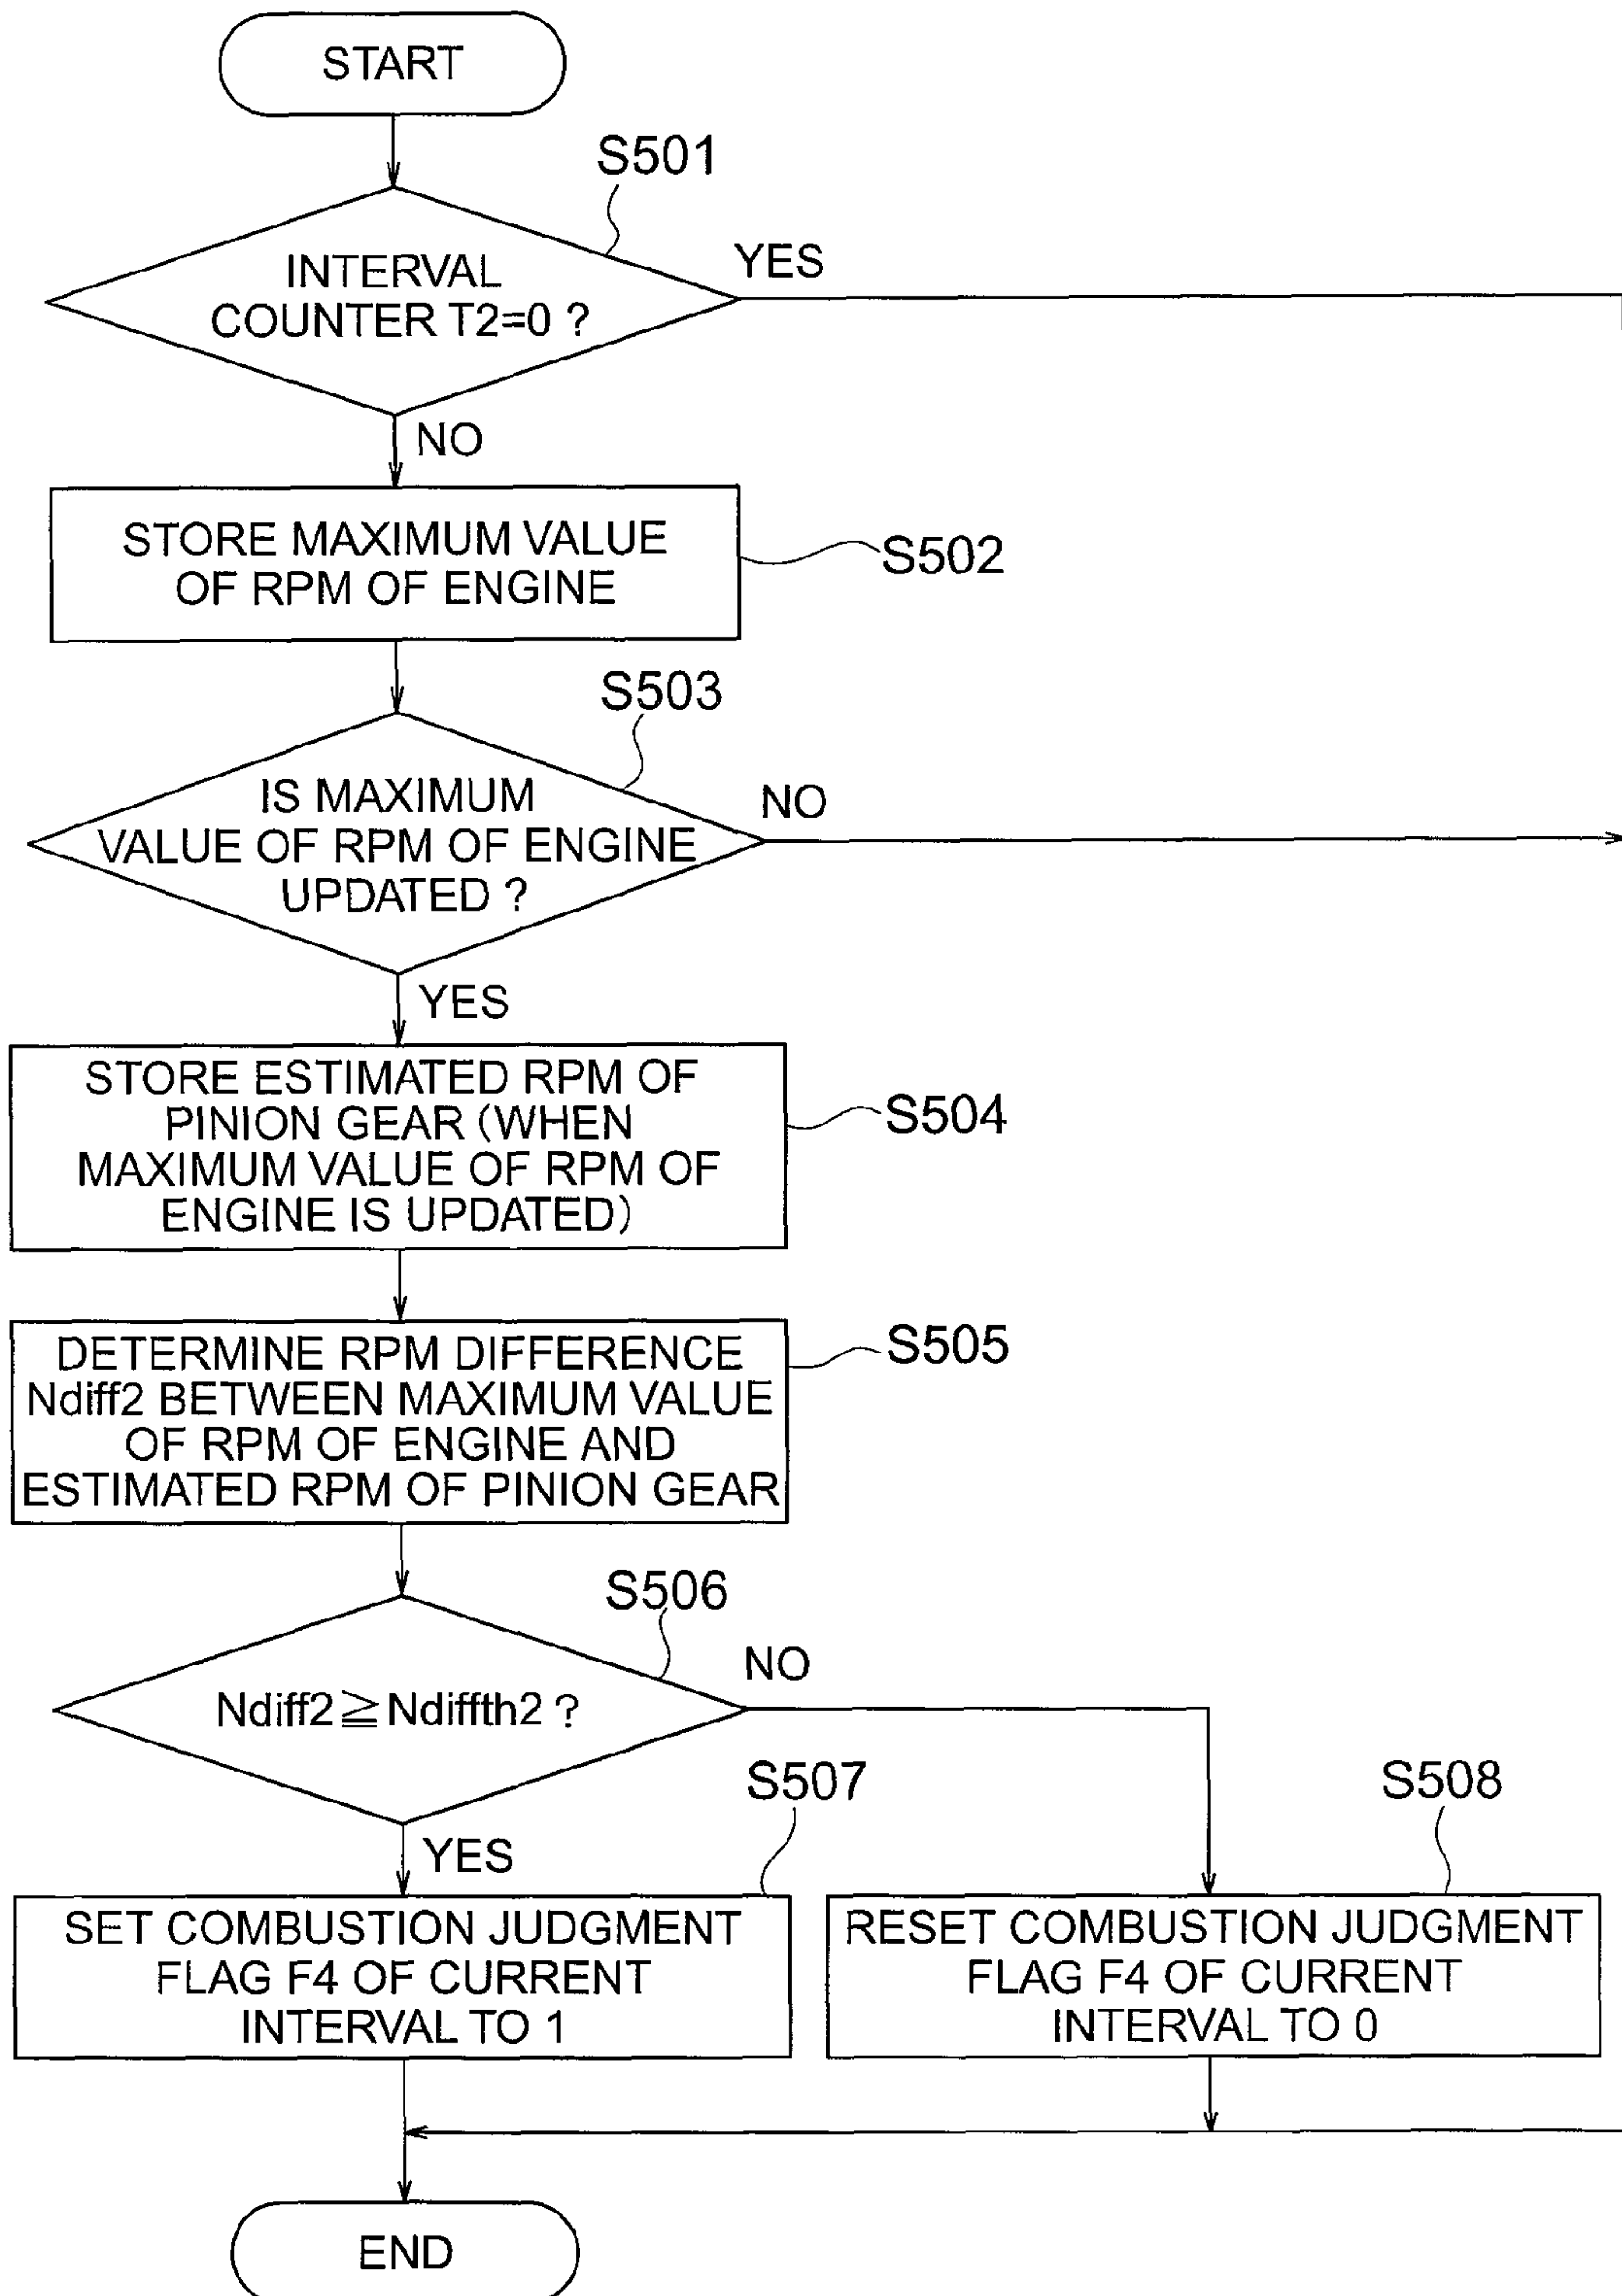 START
S501
INTERVAL
COUNTER T2=0 ?
YES
NO
STORE MAXIMUM VALUE
OF RPM OF ENGINE
S502
S503
IS MAXIMUM
VALUE OF RPM OF ENGINE
UPDATED ?
NO
YES
STORE ESTIMATED RPM OF
PINION GEAR (WHEN
MAXIMUM VALUE OF RPM OF
ENGINE IS UPDATED)
S504
DETERMINE RPM DIFFERENCE
Ndiff2 BETWEEN MAXIMUM VALUE
OF RPM OF ENGINE AND
ESTIMATED RPM OF PINION GEAR
S505
S506
Ndiff2≧Ndiffth2 ?
NO
YES
S507
SET COMBUSTION JUDGMENT
FLAG F4 OF CURRENT
INTERVAL TO 1
S508
RESET COMBUSTION JUDGMENT
FLAG F4 OF CURRENT
INTERVAL TO 0
END